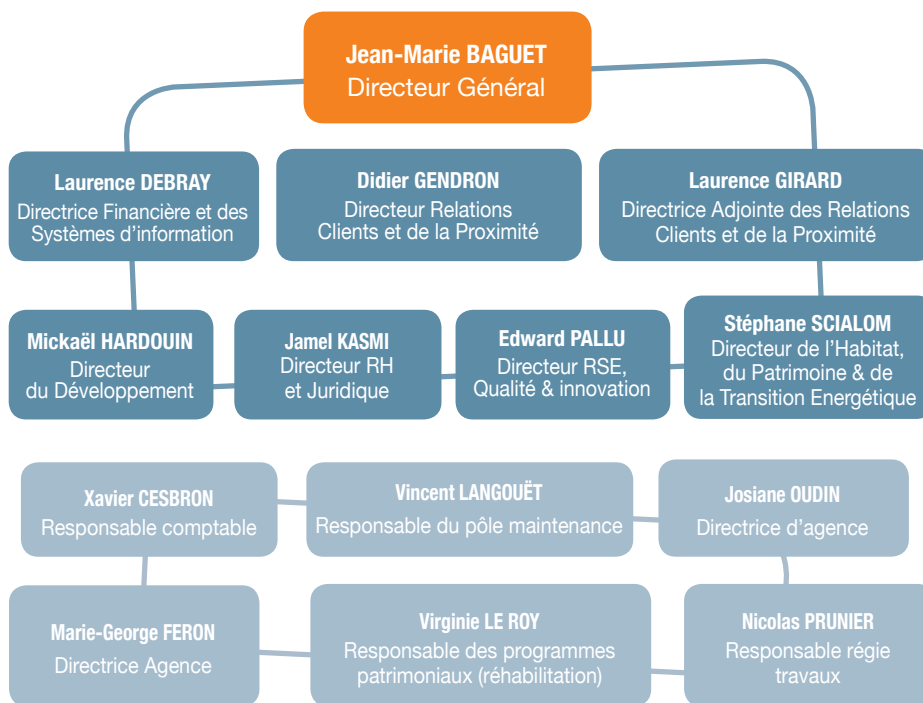 Jean-Marie BAGUET
Directeur Général
Laurence DEBRAY
Directrice Financière et des
Systèmes d'information
Didier GENDRON
Directeur Relations
Clients et de la Proximité
Laurence GIRARD
Directrice Adjointe des Relations
Clients et de la Proximité
Mickaël HARDOUIN
Directeur
du Développement
Jamel KASMI
Directeur RH
et Juridique
Edward PALLU
Directeur RSE,
Qualité & innovation
Stéphane SCIALOM
Directeur de l'Habitat,
du Patrimoine & de
la Transition Energétique
Xavier CESBRON
Responsable comptable
Vincent LANGOUËT
Responsable du pôle maintenance
Josiane OUDIN
Directrice d'agence
Marie-George FERON
Directrice Agence
Virginie LE ROY
Responsable des programmes
patrimoniaux (réhabilitation)
Nicolas PRUNIER
Responsable régie
travaux